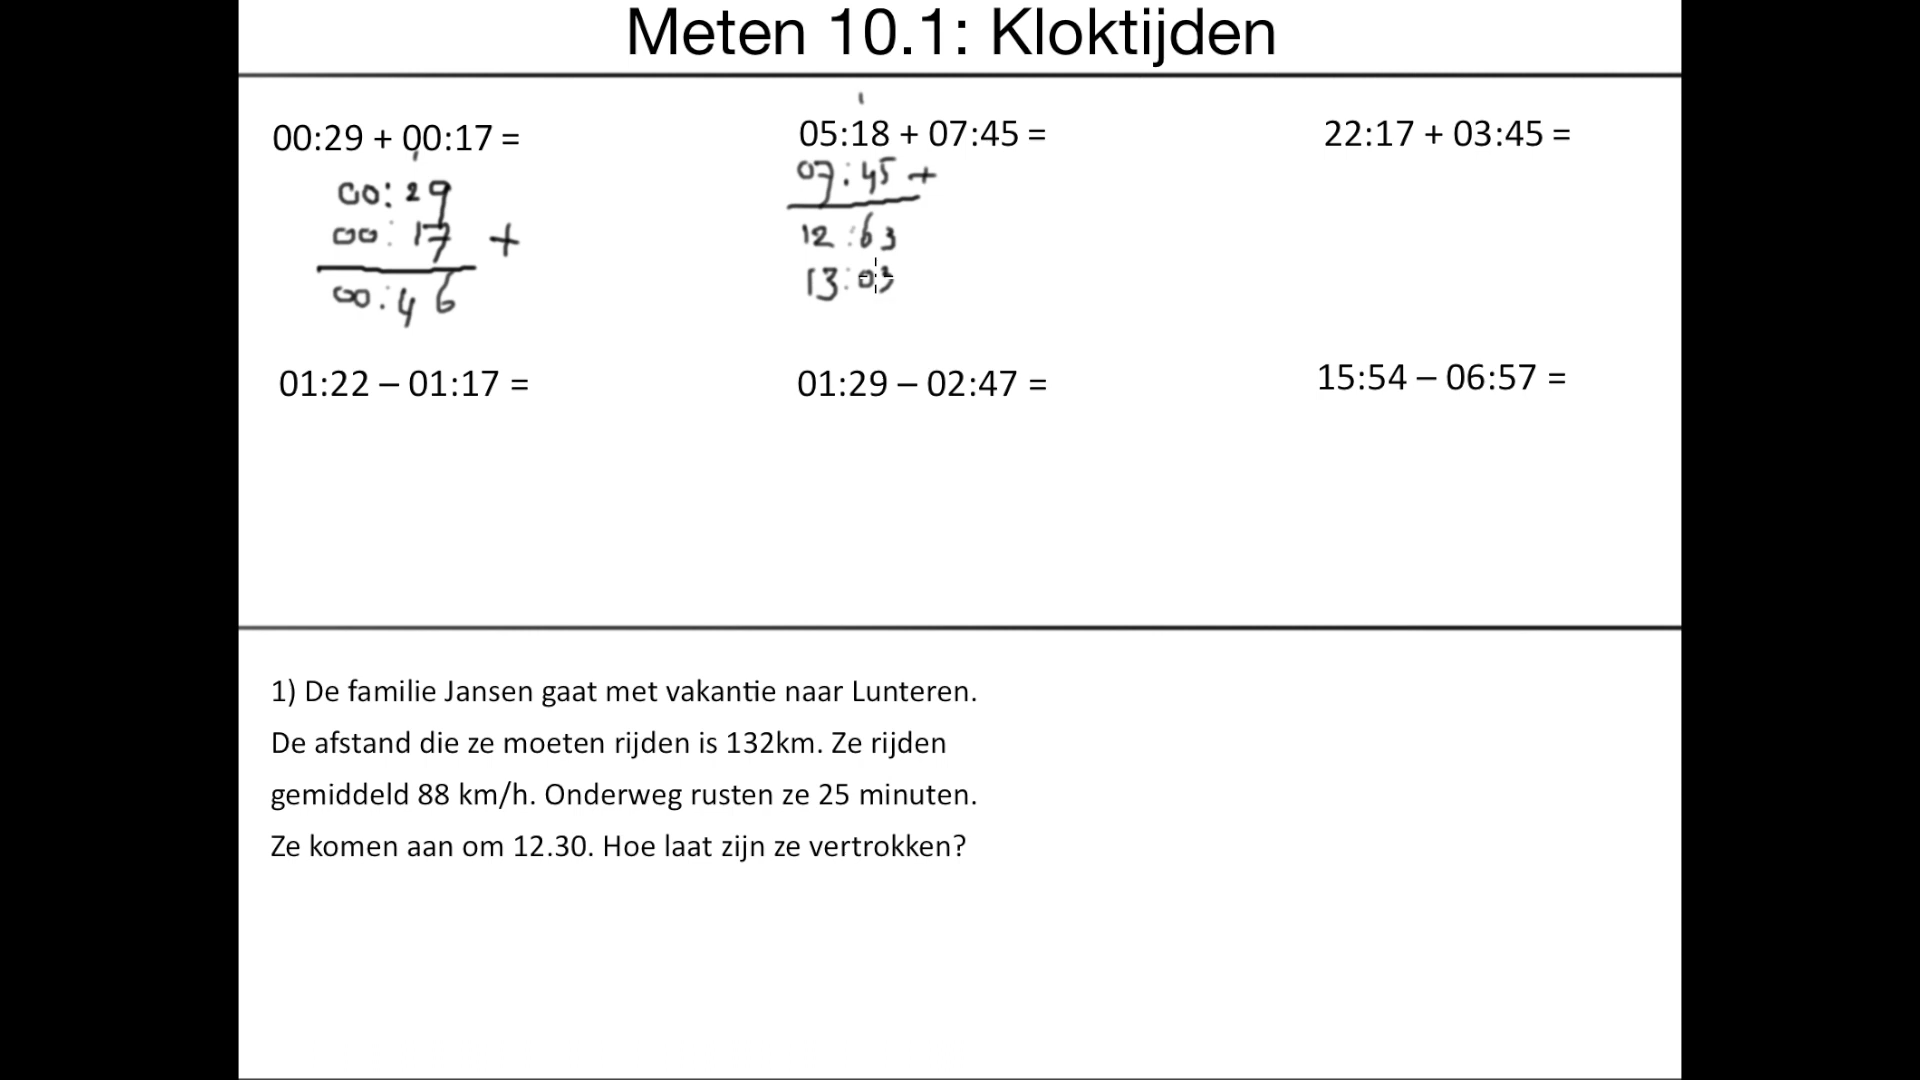 Meten 10.1: Kloktijden
00:29 + 00:17 =
1
00:29
00:17 +
00:46
1
05:18 + 07:45 =
07:45 +
12:63
13:03
22:17 + 03:45 =
01:22 – 01:17 =
01:29 – 02:47 =
15:54 – 06:57 =
1) De familie Jansen gaat met vakantie naar Lunteren.
De afstand die ze moeten rijden is 132km. Ze rijden
gemiddeld 88 km/h. Onderweg rusten ze 25 minuten.
Ze komen aan om 12.30. Hoe laat zijn ze vertrokken?